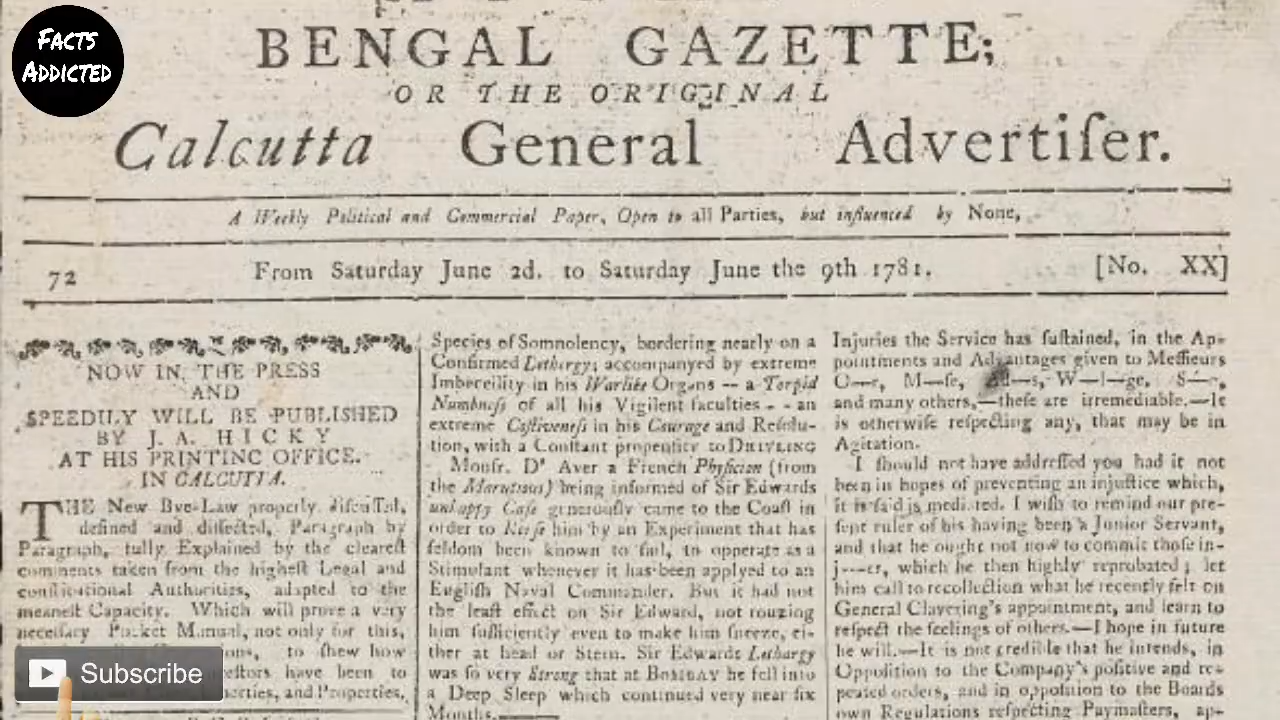 FACTS
ADDICTED
BENGAL GAZETTE;
OR THE ORIGINAL
Calcutta General Advertiſer.
A Weekly Political and Commercial Paper, Open to all Parties, but influenced by None,
72 From Saturday June 2d. to Saturday June the 9th 1781. [No. XX]
NOW IN THE PRESS
AND
SPEEDILY WILL BE PUBLISHED
BY J. A. HICKY
AT HIS PRINTINC OFFICE.
IN CALCUTTA.
THE New Bye-Law properly
defined and diſſected, Paragraph by
Paragraph, fully Explained by the cleareſt
comments taken from the higheſt Legal and
conſtitutional Authorities, adapted to the
meaneſt Capacity. Which will prove a very
neceſſary Pocket Manual, not only for this,
to ſhew how
have been to
and Properties,
Species of Somnolency, bordering nearly on a
Confirmed Lethergy; accompanyed by extreme
Imbereility in his Warlike Organs -- a Torpid
Numbneſs of all his Vigilent faculties - - an
extreme Coſtiveneſs in his Courage and Reſolu-
tion, with a Conſtant propenſity to DRIVLING
Monſr. D' Aver a French Phyſician (from
the Marutious) being informed of Sir Edwards
unhappy Caſe generouſly came to the Coaſt in
order to him by an Experiment that has
ſeldom been known to fail, to opperate as a
Stimulant whenever it has been applyed to an
Engliſh Naval Commander. But it had not
the leaſt effect on Sir Edward, not rouzing
him ſufficiently even to make him ſneeze, ei-
ther at head or Stern. Sir Edwards Lethargy
was ſo very Strong that at BOMBAY he fell into
a Deep Sleep which continued very near ſix
Months.
Injuries the Service has ſuſtained, in the Ap-
pointments and Advantages given to Meſſieurs
O—r, M—ſe, W—l—ge, S—r,
and many others,—theſe are irremediable.—It
is otherwiſe reſpecting any, that may be in
Agitation.
I ſhould not have addreſſed you had it not
been in hopes of preventing an injuſtice which,
it is ſaid is I wiſh to remind our pre-
ſent ruler of his having been a Junior Servant,
and that he ought not now to commit thoſe in-
j—er, which he then highly reprobated; let
him call to recollection what he recently felt on
General Clavering's appointment, and learn to
reſpect the feelings of others.—I hope in future
he will.—It is not credible that he intends, in
Oppoſition to the Company's poſitive and re-
peated orders, and in oppoſition to the Boards
own Regulations reſpecting Paymaſters, ap-
Subscribe